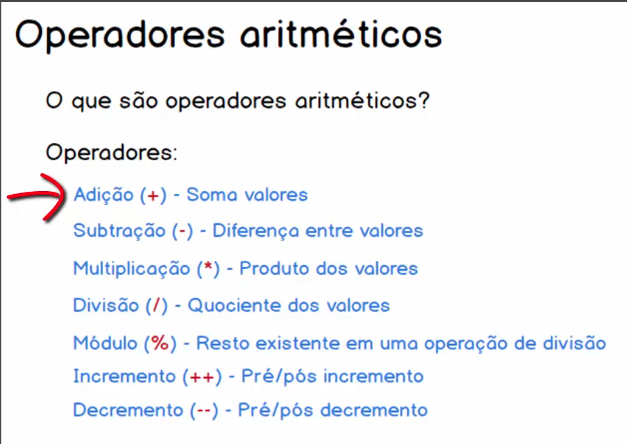 Operadores aritméticos
O que são operadores aritméticos?
Operadores:
Adição (+) - Soma valores
Subtração (-) - Diferença entre valores
Multiplicação (*) - Produto dos valores
Divisão (/) - Quociente dos valores
Módulo (%) - Resto existente em uma operação de divisão
Incremento (++) - Pré/pós incremento
Decremento (--) - Pré/pós decremento